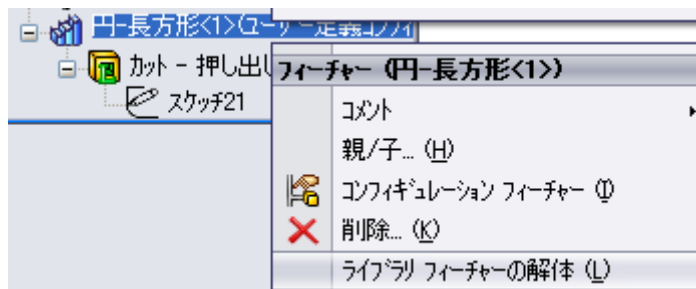 円-長方形<1>(ユーザー定義コンフィ
カット - 押し出し
スケッチ21
フィーチャー (円-長方形<1>)
コメント
親/子... (H)
コンフィギュレーション フィーチャー (I)
削除... (K)
ライブラリ フィーチャーの解体 (L)